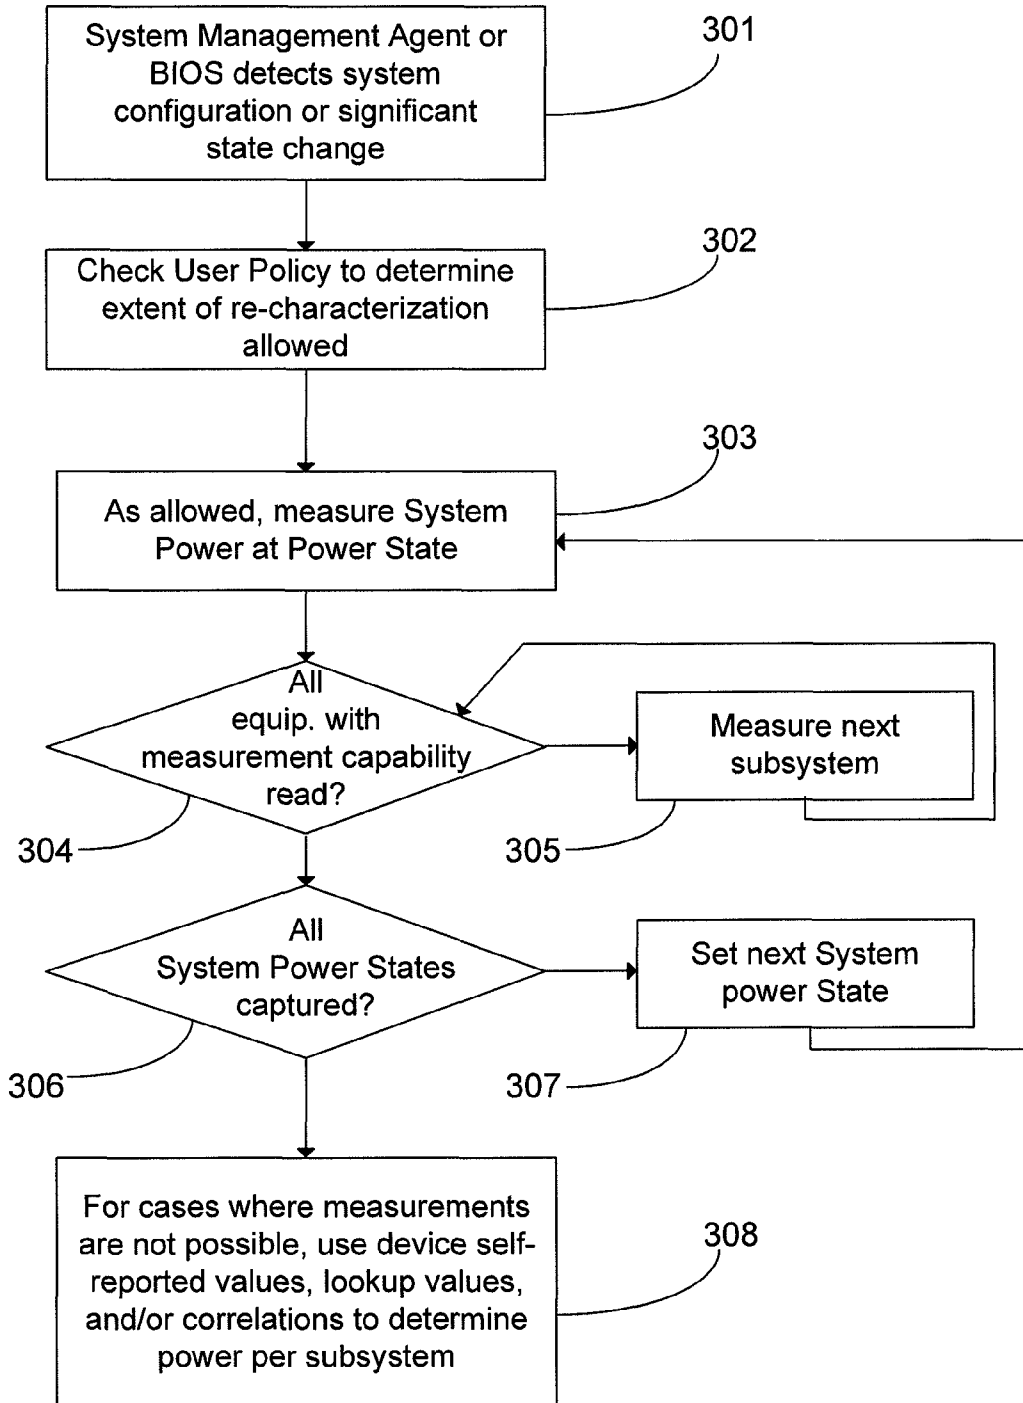 System Management Agent or
BIOS detects system
configuration or significant
state change
301
Check User Policy to determine
extent of re-characterization
allowed
302
As allowed, measure System
Power at Power State
303
All
equip. with
measurement capability
read?
304
Measure next
subsystem
305
All
System Power States
captured?
306
Set next System
power State
307
For cases where measurements
are not possible, use device self-
reported values, lookup values,
and/or correlations to determine
power per subsystem
308